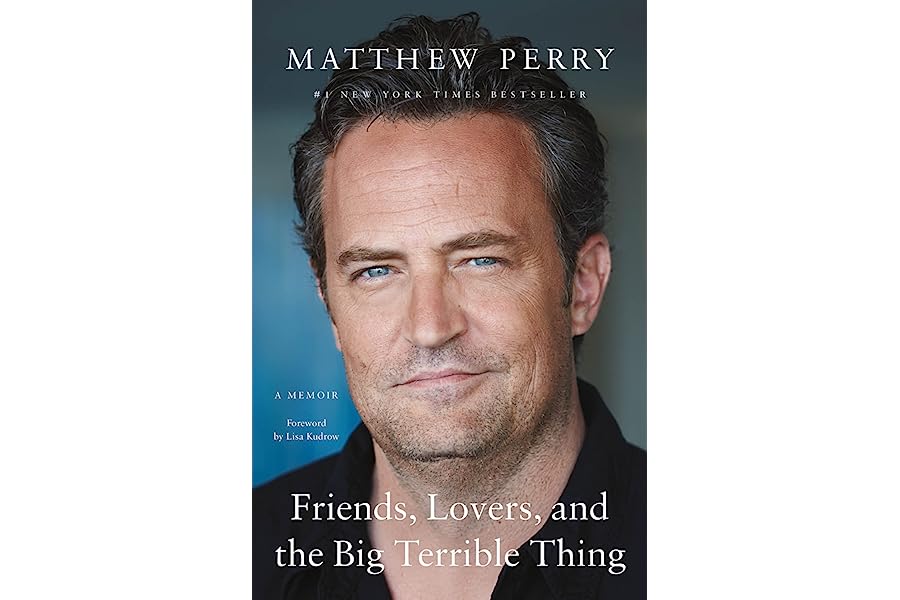 MATTHEW PERRY
#1 NEW YORK TIMES BESTSELLER
A MEMOIR
Foreword
by Lisa Kudrow
Friends, Lovers, and
the Big Terrible Thing